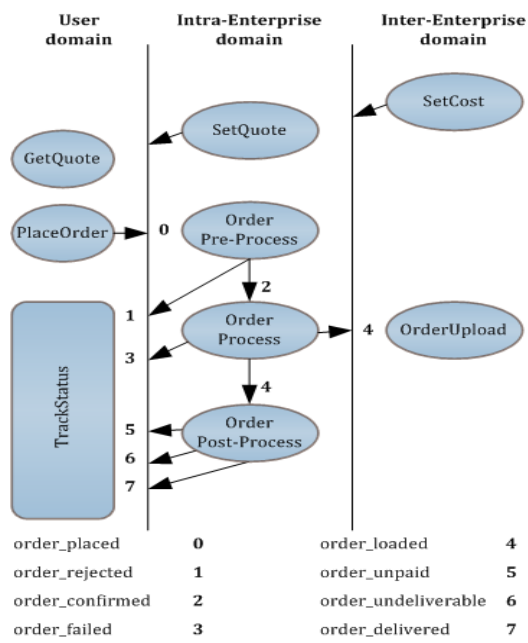 User domain
Intra-Enterprise domain
Inter-Enterprise domain
SetCost
SetQuote
GetQuote
PlaceOrder
0
Order
Pre-Process
2
1
Order
Process
4
OrderUpload
3
TrackStatus
4
Order
Post-Process
5
6
7
order_placed 0
order_loaded 4
order_rejected 1
order_unpaid 5
order_confirmed 2
order_undeliverable 6
order_failed 3
order_delivered 7